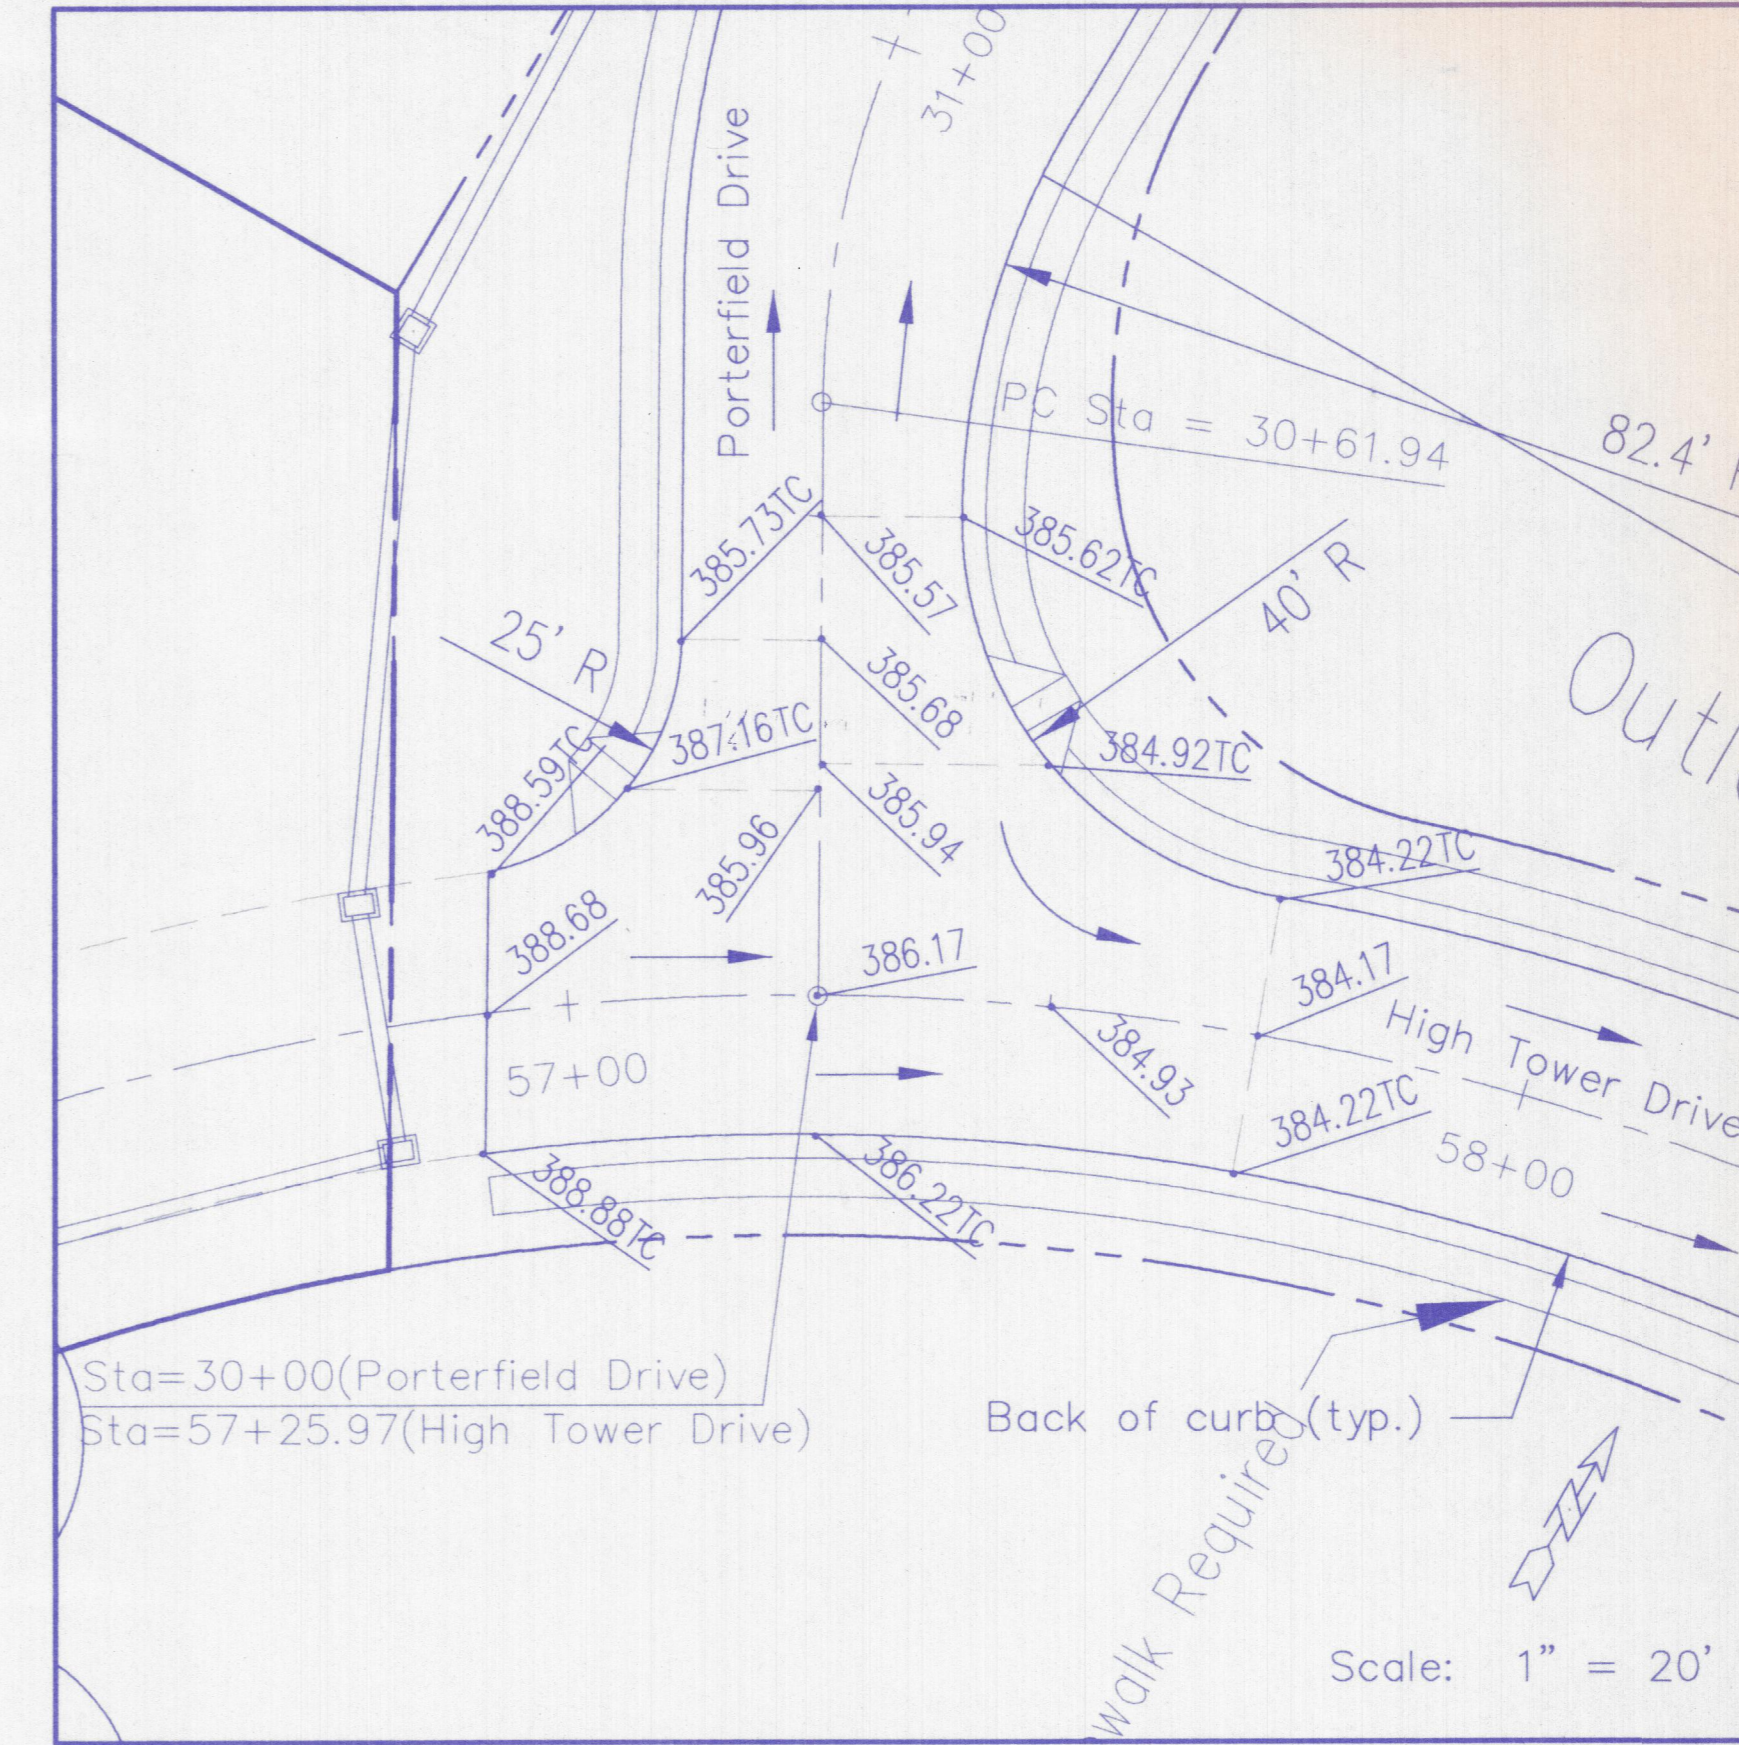 31+00
Porterfield Drive
PC Sta = 30+61.94
82.4'
385.73TC
385.57
385.62TC
40' R
25' R
385.68
387.16TC
388.59TC
384.92TC
385.94
385.96
384.22TC
388.68
386.17
384.17
High Tower Drive
57+00
384.93
384.22TC
58+00
388.88TC
386.22TC
Sta=30+00(Porterfield Drive)
Sta=57+25.97(High Tower Drive)
Back of curb (typ.)
walk Required
Scale: 1" = 20'